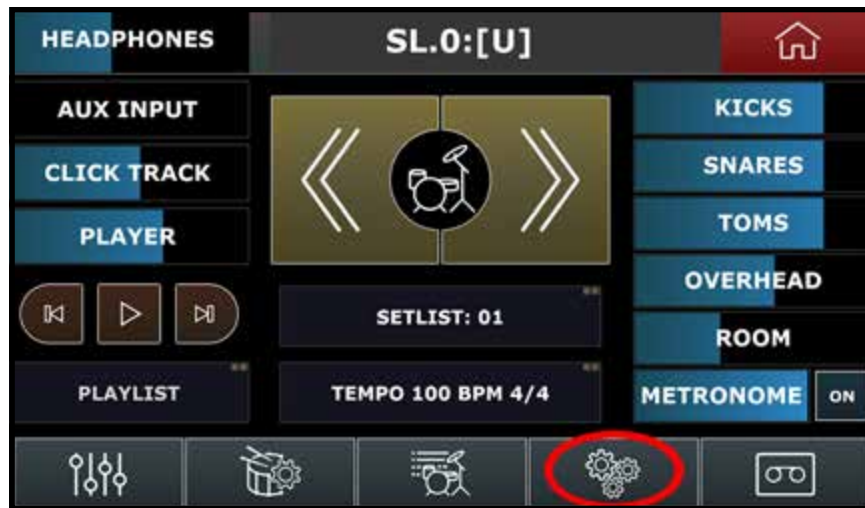 HEADPHONES
SL.0:[U]
AUX INPUT
CLICK TRACK
PLAYER
PLAYLIST
SETLIST: 01
TEMPO 100 BPM 4/4
KICKS
SNARES
TOMS
OVERHEAD
ROOM
METRONOME ON